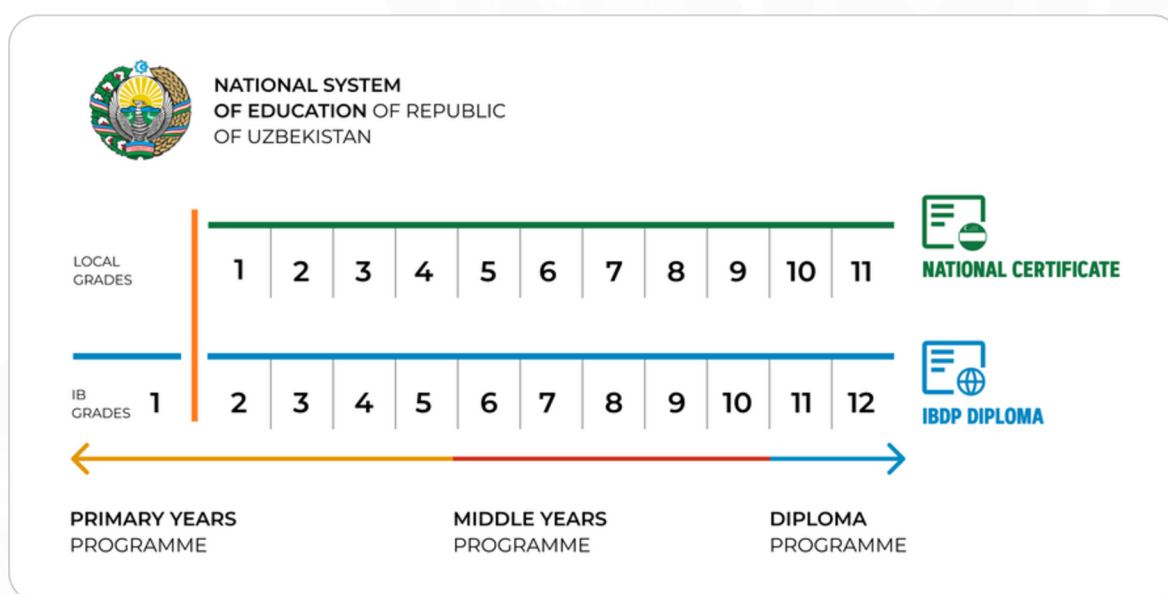 NATIONAL SYSTEM
OF EDUCATION OF REPUBLIC
OF UZBEKISTAN
LOCAL
GRADES
1 2 3 4 5 6 7 8 9 10 11
NATIONAL CERTIFICATE
IB
GRADES
1 2 3 4 5 6 7 8 9 10 11 12
IBDP DIPLOMA
PRIMARY YEARS
PROGRAMME
MIDDLE YEARS
PROGRAMME
DIPLOMA
PROGRAMME